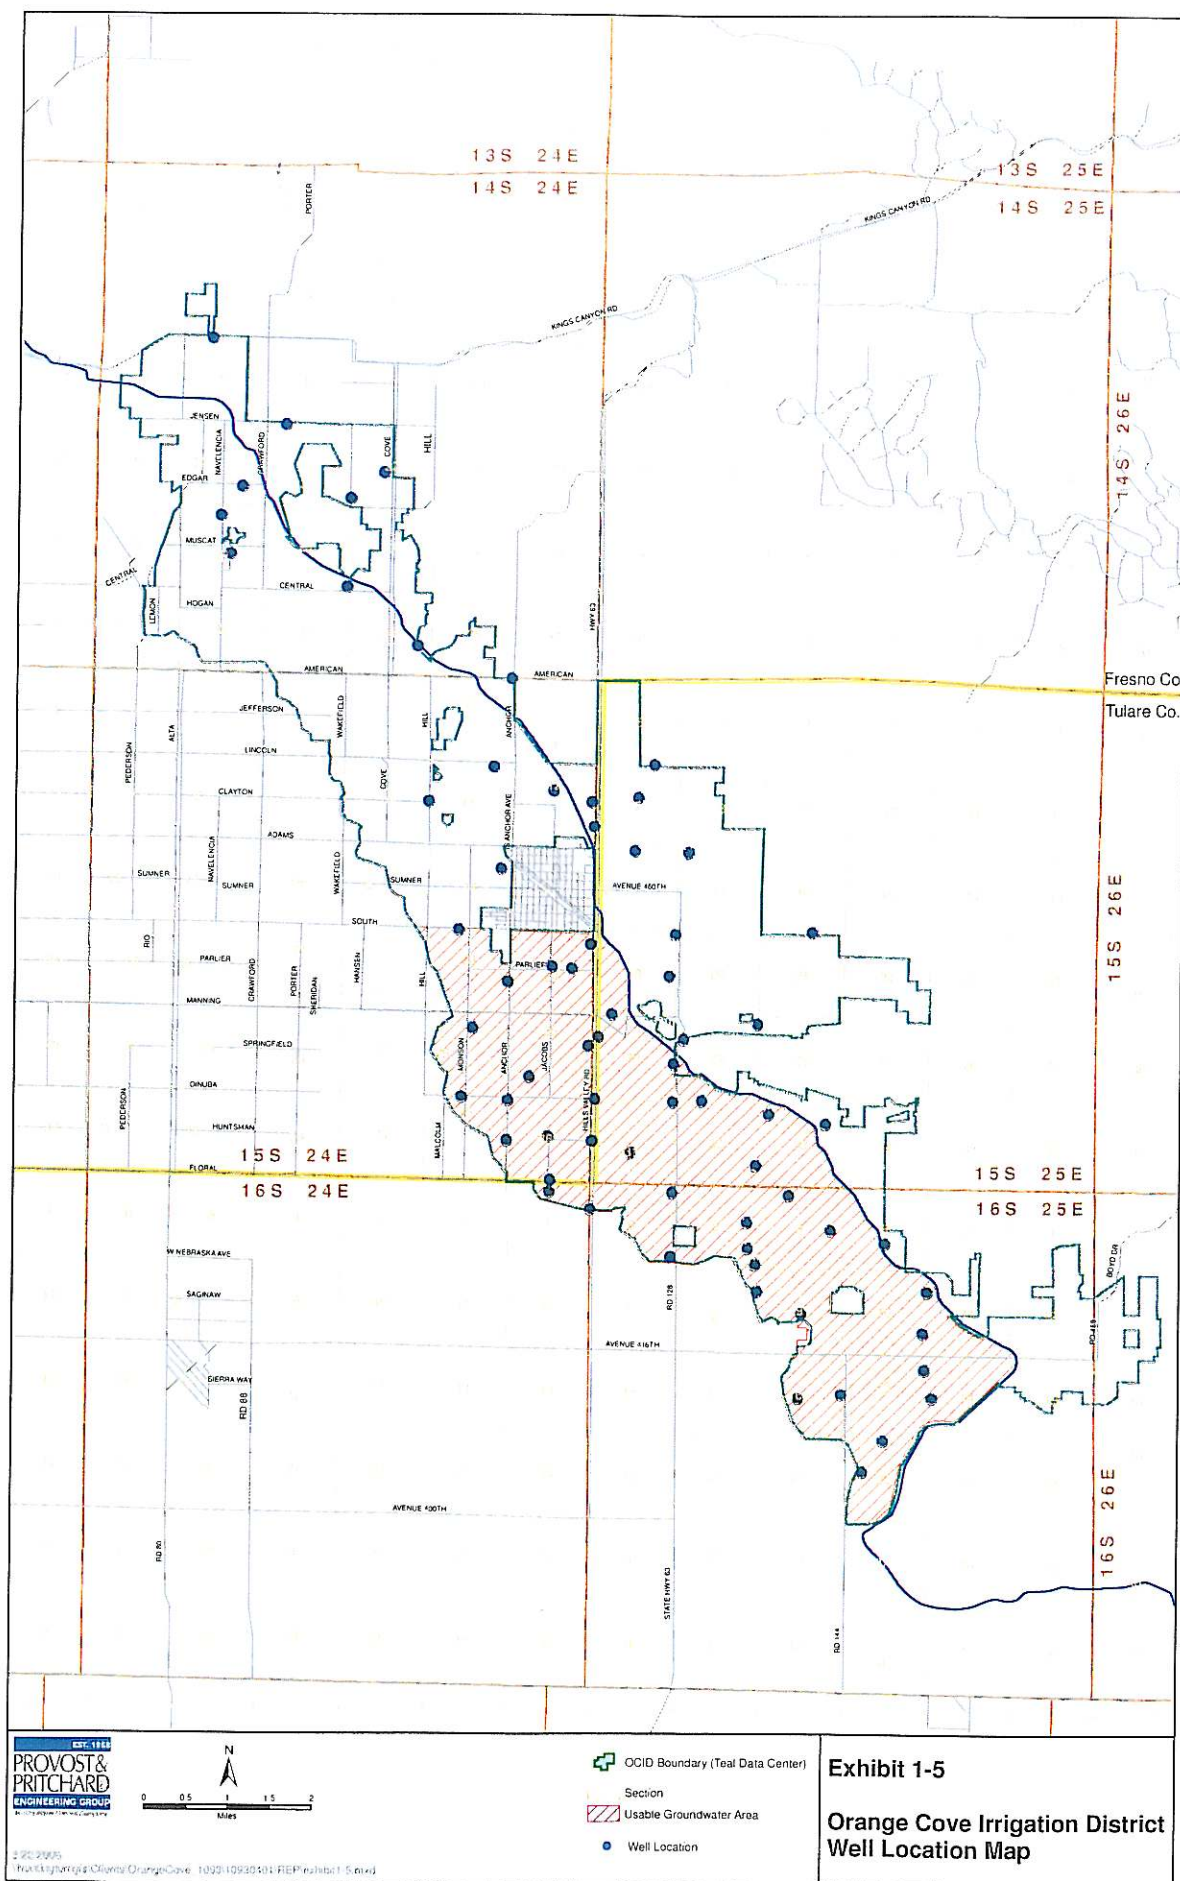 13S 24E
14S 24E
13S 25E
14S 25E
PORTER
KINGS CANYON RD
KINGS CANYON RD
14S 26E
JENSEN
NAVELENCIA
CRAWFORD
COVE
HILL
EDGAR
MUSCAT
CENTRAL
CENTRAL
LEMON
HOGAN
HWY 63
AMERICAN
AMERICAN
Fresno Co
Tulare Co.
JEFFERSON
WAKEFIELD
HILL
ANCHOR
ALTA
PEDERSON
LINCOLN
COVE
CLAYTON
S ANCHOR AVE
ADAMS
NAVELENCIA
WAKEFIELD
SUMNER
SUMNER
SUMNER
AVENUE 460TH
15S 26E
SOUTH
RIO
PARLIER
CRAWFORD
PORTER
SHERIDAN
HANSEN
HILL
PARLIER
MANNING
SPRINGFIELD
MONSON
ANCHOR
JACOBS
HILLS VALLEY RD
DINUBA
PEDERSON
HUNTSMAN
MALCOLM
15S 24E
FLORAL
16S 24E
15S 25E
16S 25E
W NEBRASKA AVE
SAGINAW
RD 128
BOYD DR
AVENUE 416TH
SIERRA WAY
RD 88
AVENUE 400TH
16S 26E
RD 80
STATE HWY 63
RD 144
EST. 1968
PROVOST&
PRITCHARD
ENGINEERING GROUP
N
0 0.5 1 1.5 2
Miles
OCID Boundary (Teal Data Center)
Section
Usable Groundwater Area
Well Location
Exhibit 1-5
Orange Cove Irrigation District
Well Location Map